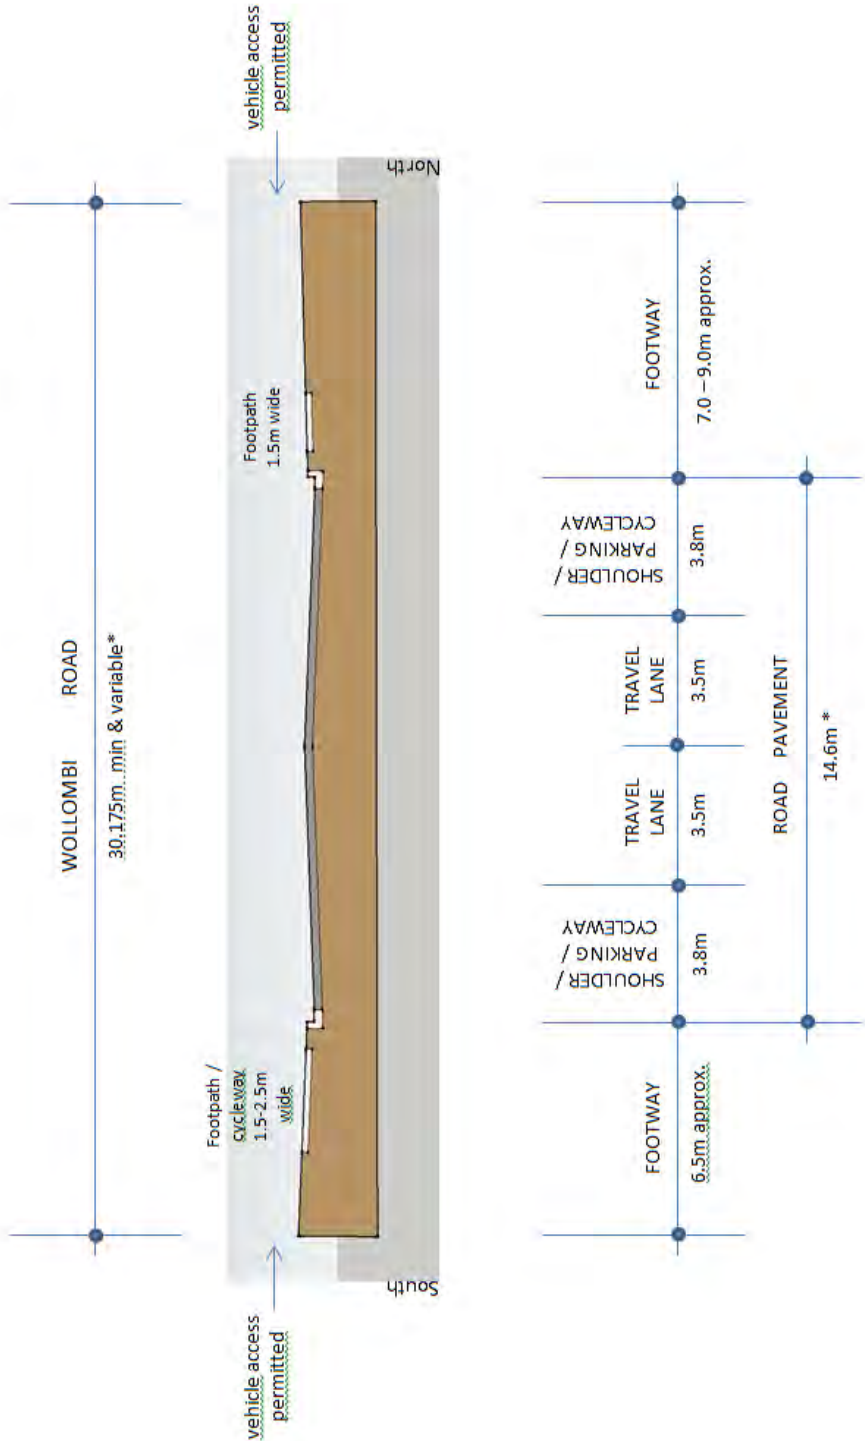 WOLLOMBI ROAD
30.175m..min & variable*
vehicle access
permitted
Footpath /
cycleway
1.5-2.5m
wide
Footpath
1.5m wide
vehicle access
permitted
South
North
FOOTWAY
6.5m approx.
SHOULDER /
PARKING /
CYCLEWAY
3.8m
TRAVEL
LANE
3.5m
TRAVEL
LANE
3.5m
SHOULDER /
PARKING /
CYCLEWAY
3.8m
FOOTWAY
7.0 – 9.0m approx.
ROAD PAVEMENT
14.6m *